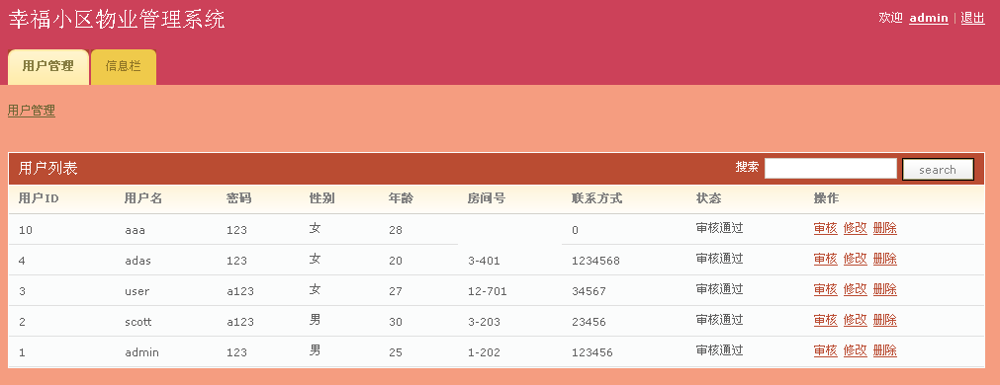 幸福小区物业管理系统
欢迎 admin | 退出
用户管理 信息栏
用户管理
用户列表 搜索 search
用户ID 用户名 密码 性别 年龄 房间号 联系方式 状态 操作
10 aaa 123 女 28 0 审核通过 审核 修改 删除
4 adas 123 女 20 3-401 1234568 审核通过 审核 修改 删除
3 user a123 女 27 12-701 34567 审核通过 审核 修改 删除
2 scott a123 男 30 3-203 23456 审核通过 审核 修改 删除
1 admin 123 男 25 1-202 123456 审核通过 审核 修改 删除